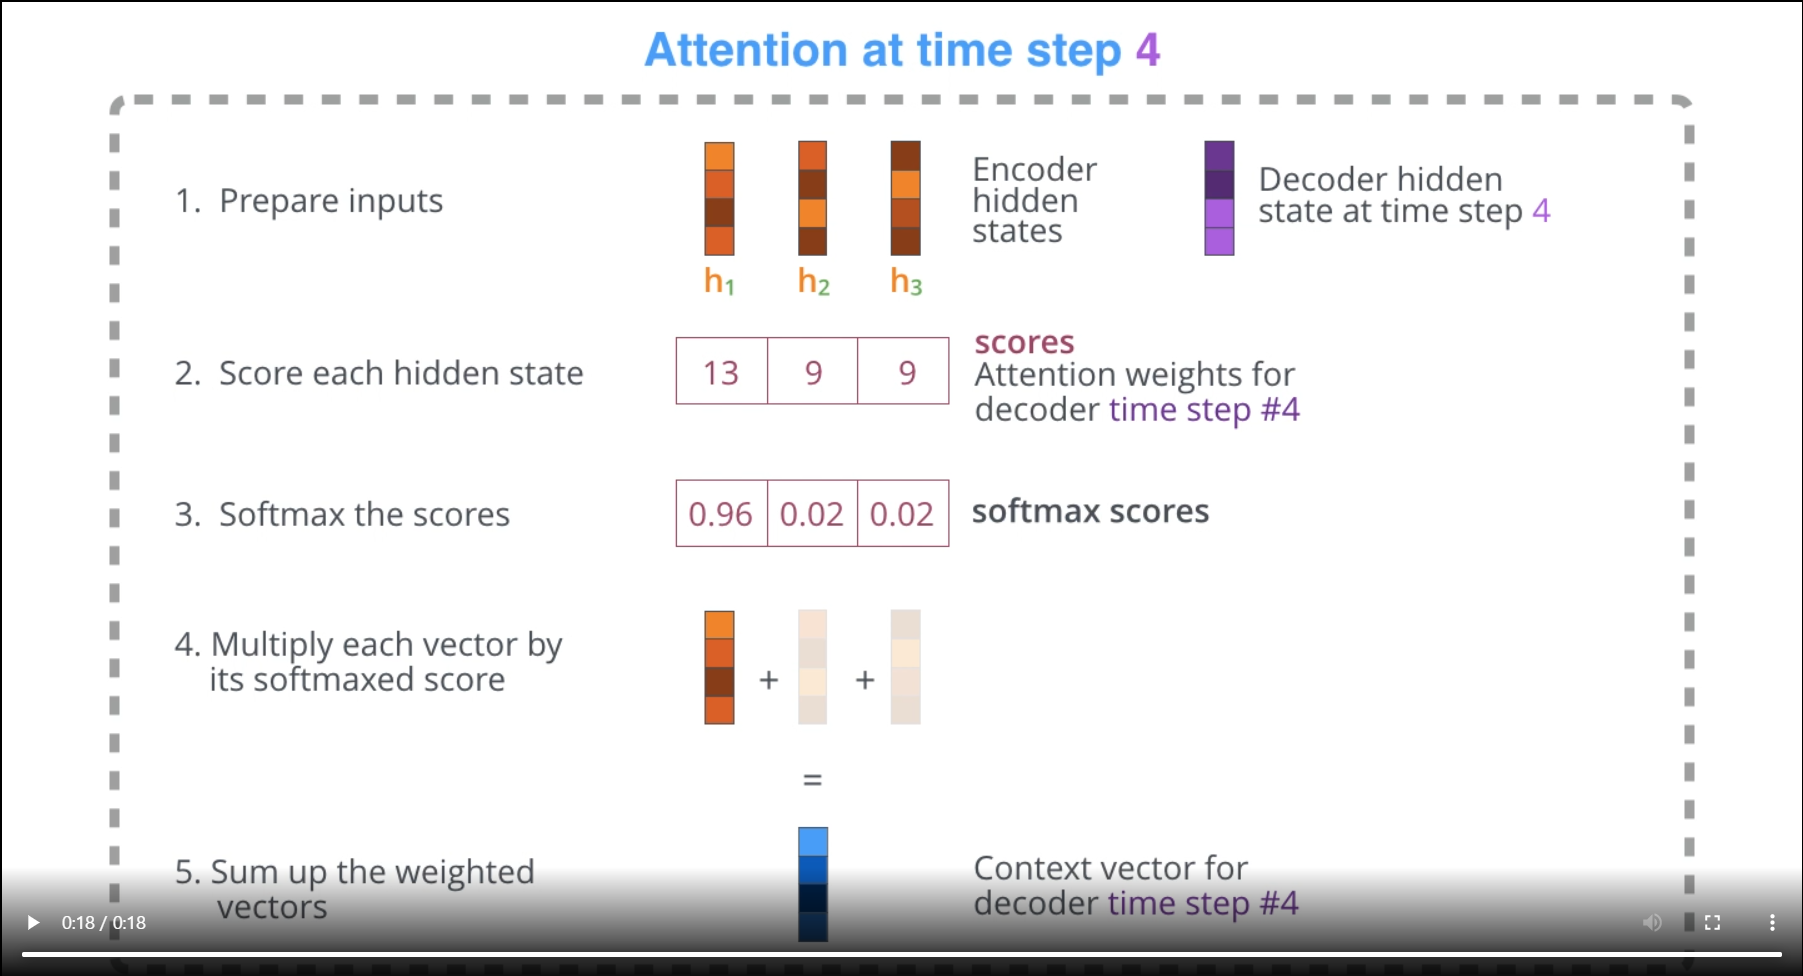 Attention at time step 4
1. Prepare inputs
h1 h2 h3
Encoder
hidden
states
Decoder hidden
state at time step 4
2. Score each hidden state
13 9 9
scores
Attention weights for
decoder time step #4
3. Softmax the scores
0.96 0.02 0.02
softmax scores
4. Multiply each vector by
its softmaxed score
+ +
=
5. Sum up the weighted
vectors
Context vector for
decoder time step #4
0:18 / 0:18